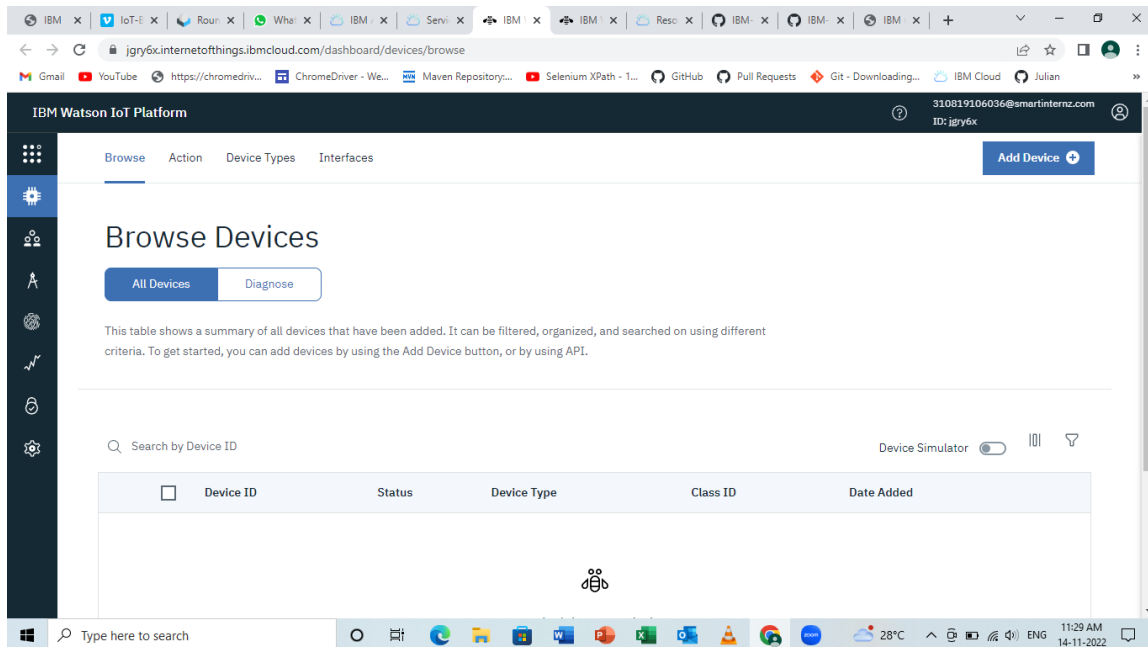 IBM
IoT-E
Roun
What
IBM /
Servi
IBM
IBM
Reso
IBM-
IBM-
IBM
jgry6x.internetofthings.ibmcloud.com/dashboard/devices/browse
Gmail YouTube https://chromedriv... ChromeDriver - We... Maven Repository:... Selenium XPath - 1... GitHub Pull Requests Git - Downloading... IBM Cloud Julian »
IBM Watson IoT Platform
310819106036@smartinternz.com
ID: jgry6x
Browse Action Device Types Interfaces
Add Device
Browse Devices
All Devices Diagnose
This table shows a summary of all devices that have been added. It can be filtered, organized, and searched on using different
criteria. To get started, you can add devices by using the Add Device button, or by using API.
Search by Device ID
Device Simulator
Device ID Status Device Type Class ID Date Added
Type here to search
zoom
28°C
ENG
11:29 AM
14-11-2022